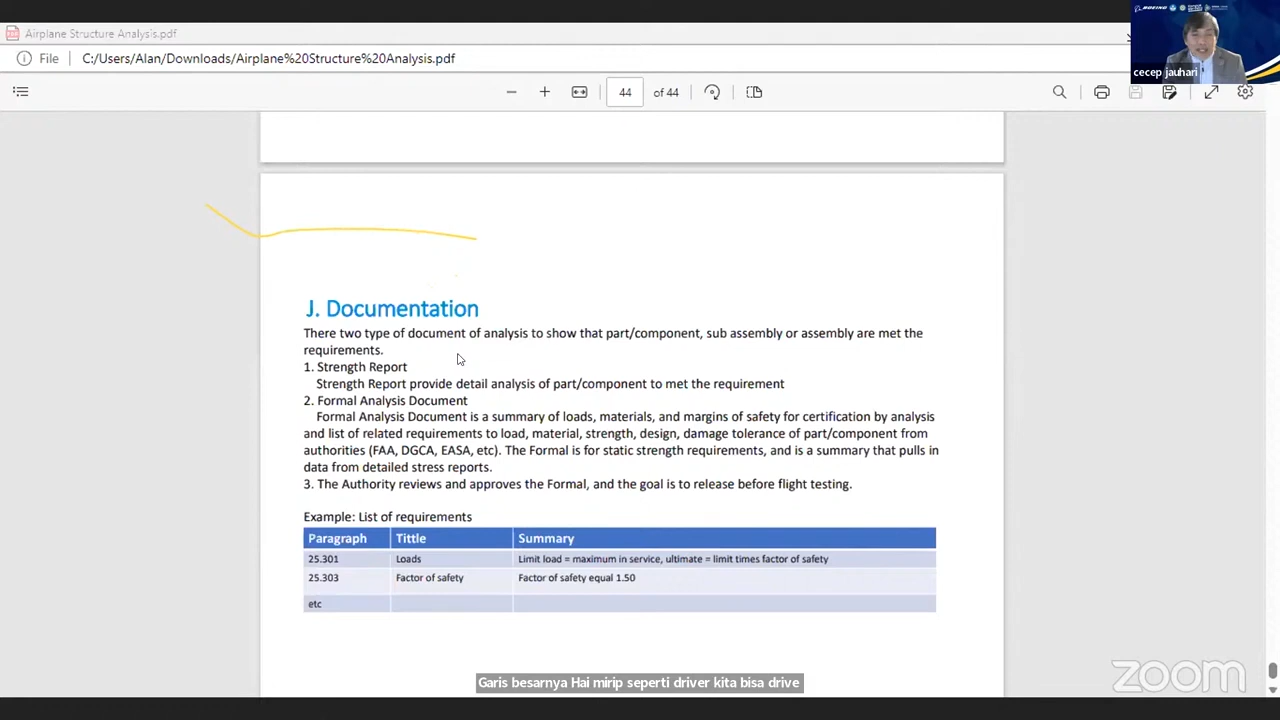 Airplane Structure Analysis.pdf
BOEING
File C:/Users/Alan/Downloads/Airplane%20Structure%20Analysis.pdf
cecep jauhari
44 of 44
J. Documentation
There two type of document of analysis to show that part/component, sub assembly or assembly are met the
requirements.
1. Strength Report
Strength Report provide detail analysis of part/component to met the requirement
2. Formal Analysis Document
Formal Analysis Document is a summary of loads, materials, and margins of safety for certification by analysis
and list of related requirements to load, material, strength, design, damage tolerance of part/component from
authorities (FAA, DGCA, EASA, etc). The Formal is for static strength requirements, and is a summary that pulls in
data from detailed stress reports.
3. The Authority reviews and approves the Formal, and the goal is to release before flight testing.
Example: List of requirements
Paragraph Tittle Summary
25.301 Loads Limit load = maximum in service, ultimate = limit times factor of safety
25.303 Factor of safety Factor of safety equal 1.50
etc
zoom
Garis besarnya Hai mirip seperti driver kita bisa drive